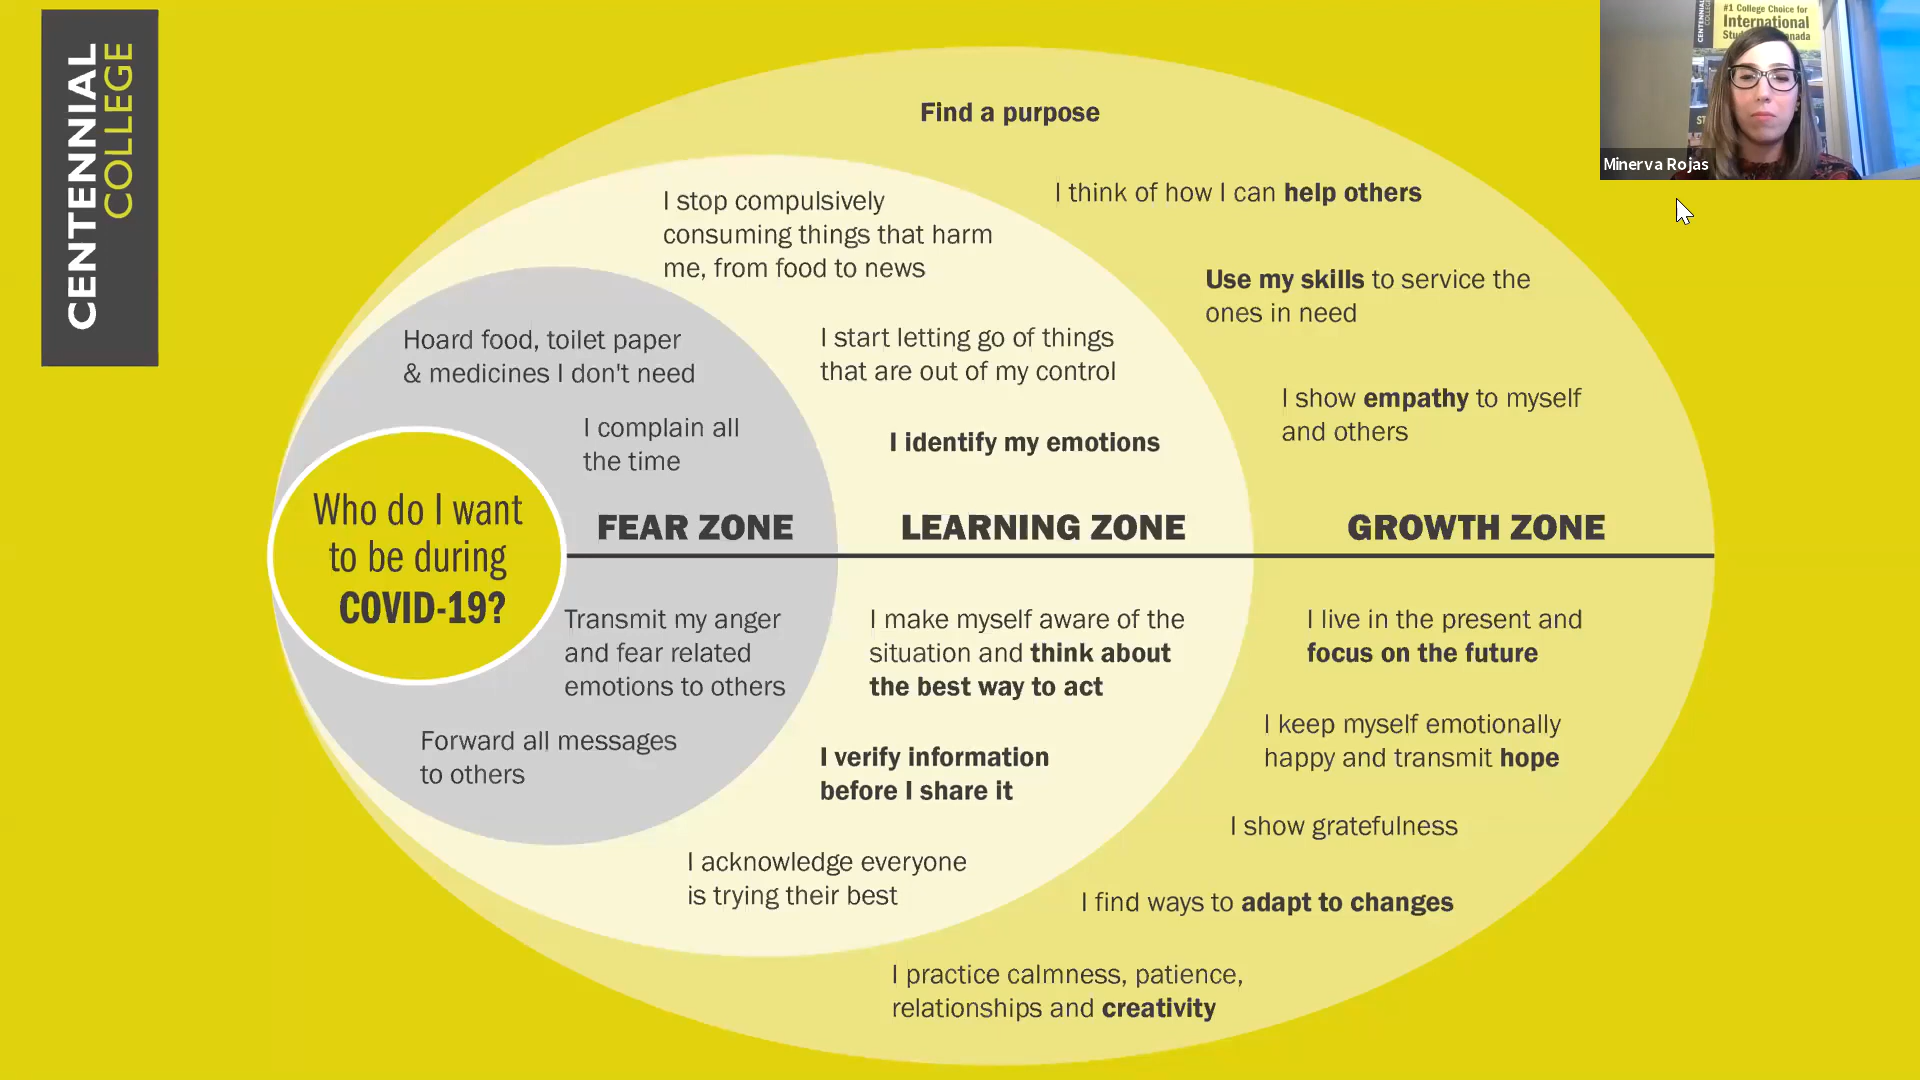 CENTENNIAL
COLLEGE
#1 College Choice for
International
Minerva Rojas
Find a purpose
I think of how I can help others
Use my skills to service the
ones in need
I show empathy to myself
and others
GROWTH ZONE
I live in the present and
focus on the future
I keep myself emotionally
happy and transmit hope
I show gratefulness
I find ways to adapt to changes
I practice calmness, patience,
relationships and creativity
I stop compulsively
consuming things that harm
me, from food to news
I start letting go of things
that are out of my control
I identify my emotions
LEARNING ZONE
I make myself aware of the
situation and think about
the best way to act
I verify information
before I share it
I acknowledge everyone
is trying their best
Hoard food, toilet paper
& medicines I don't need
I complain all
the time
FEAR ZONE
Transmit my anger
and fear related
emotions to others
Forward all messages
to others
Who do I want
to be during
COVID-19?